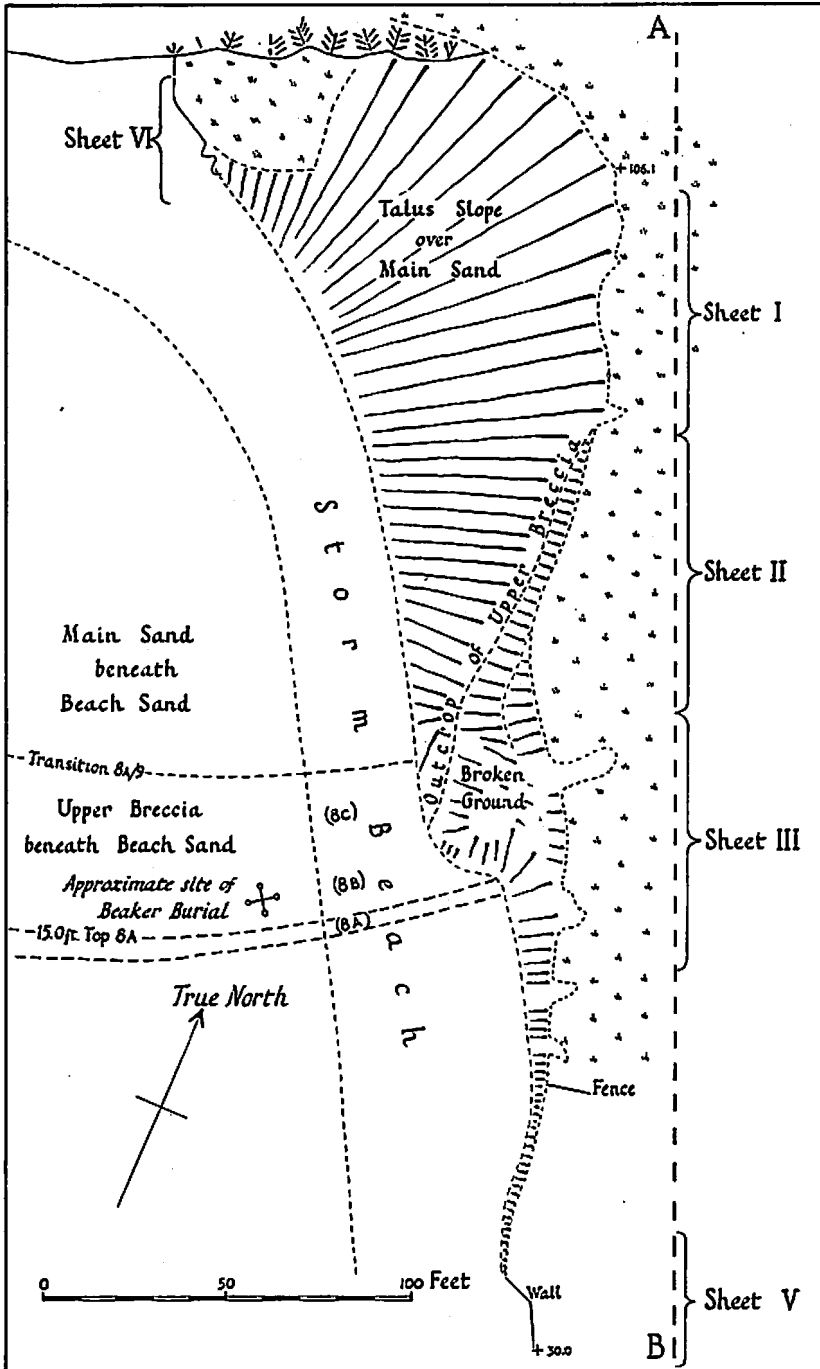 A
Sheet VI
+106.1
Talus Slope
over
Main Sand
Sheet I
Outcrop of Upper Breccia
Sheet II
Storm Beach
Main Sand
beneath
Beach Sand
Transition 8A/9
Broken
Ground
Upper Breccia
beneath Beach Sand
(8C)
Sheet III
Approximate site of
Beaker Burial
(8B)
15.0ft. Top 8A
(8A)
True North
Fence
0 50 100 Feet
Wall
Sheet V
B
+30.0